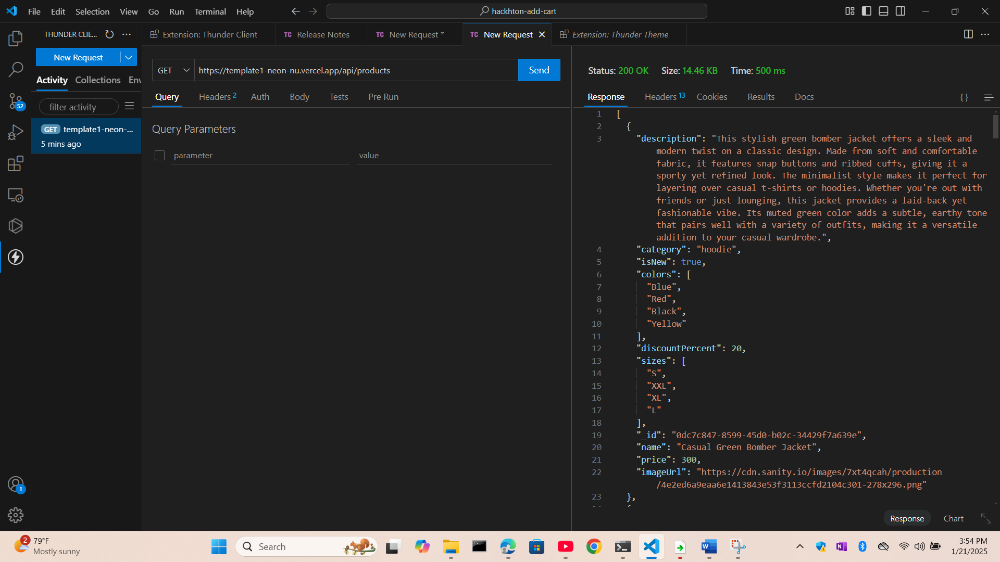 File Edit Selection View Go Run Terminal Help
hackhton-add-cart
THUNDER CLIE...
Extension: Thunder Client
TC Release Notes
TC New Request *
TC New Request
Extension: Thunder Theme
New Request
Activity Collections Env
filter activity
GET template1-neon-...
5 mins ago
52
1
GET https://template1-neon-nu.vercel.app/api/products Send
Query Headers 2 Auth Body Tests Pre Run
Query Parameters
parameter value
Status: 200 OK Size: 14.46 KB Time: 500 ms
Response Headers 13 Cookies Results Docs { }
1 [
2 {
3 "description": "This stylish green bomber jacket offers a sleek and
modern twist on a classic design. Made from soft and comfortable
fabric, it features snap buttons and ribbed cuffs, giving it a
sporty yet refined look. The minimalist style makes it perfect for
layering over casual t-shirts or hoodies. Whether you're out with
friends or just lounging, this jacket provides a laid-back yet
fashionable vibe. Its muted green color adds a subtle, earthy tone
that pairs well with a variety of outfits, making it a versatile
addition to your casual wardrobe.",
4 "category": "hoodie",
5 "isNew": true,
6 "colors": [
7 "Blue",
8 "Red",
9 "Black",
10 "Yellow"
11 ],
12 "discountPercent": 20,
13 "sizes": [
14 "S",
15 "XXL",
16 "XL",
17 "L"
18 ],
19 "_id": "0dc7c847-8599-45d0-b02c-34429f7a639e",
20 "name": "Casual Green Bomber Jacket",
21 "price": 300,
22 "imageUrl": "https://cdn.sanity.io/images/7xt4qcah/production
/4e2ed6a9eaa6e1413843e53f3113ccfd2104c301-278x296.png"
23 },
Response Chart
2
79°F
Mostly sunny
Search
3:54 PM
1/21/2025